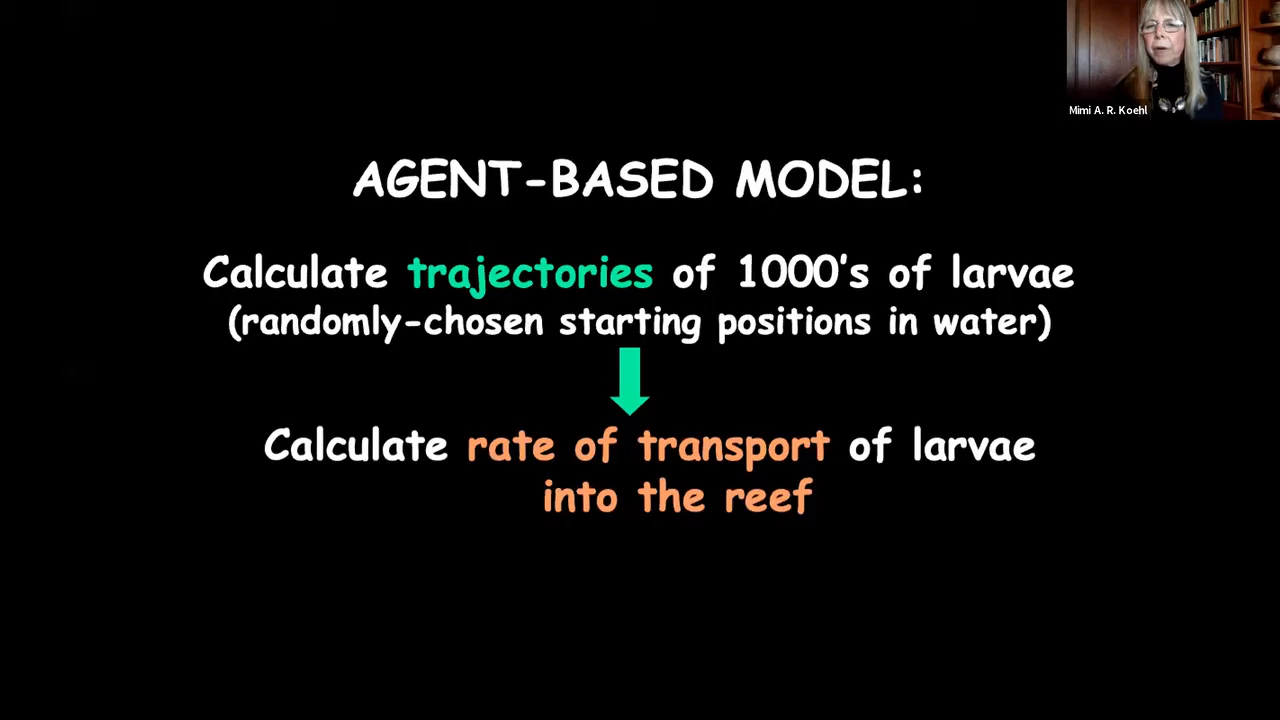 Mimi A. R. Koehl
AGENT-BASED MODEL:
Calculate trajectories of 1000's of larvae
(randomly-chosen starting positions in water)
Calculate rate of transport of larvae
into the reef